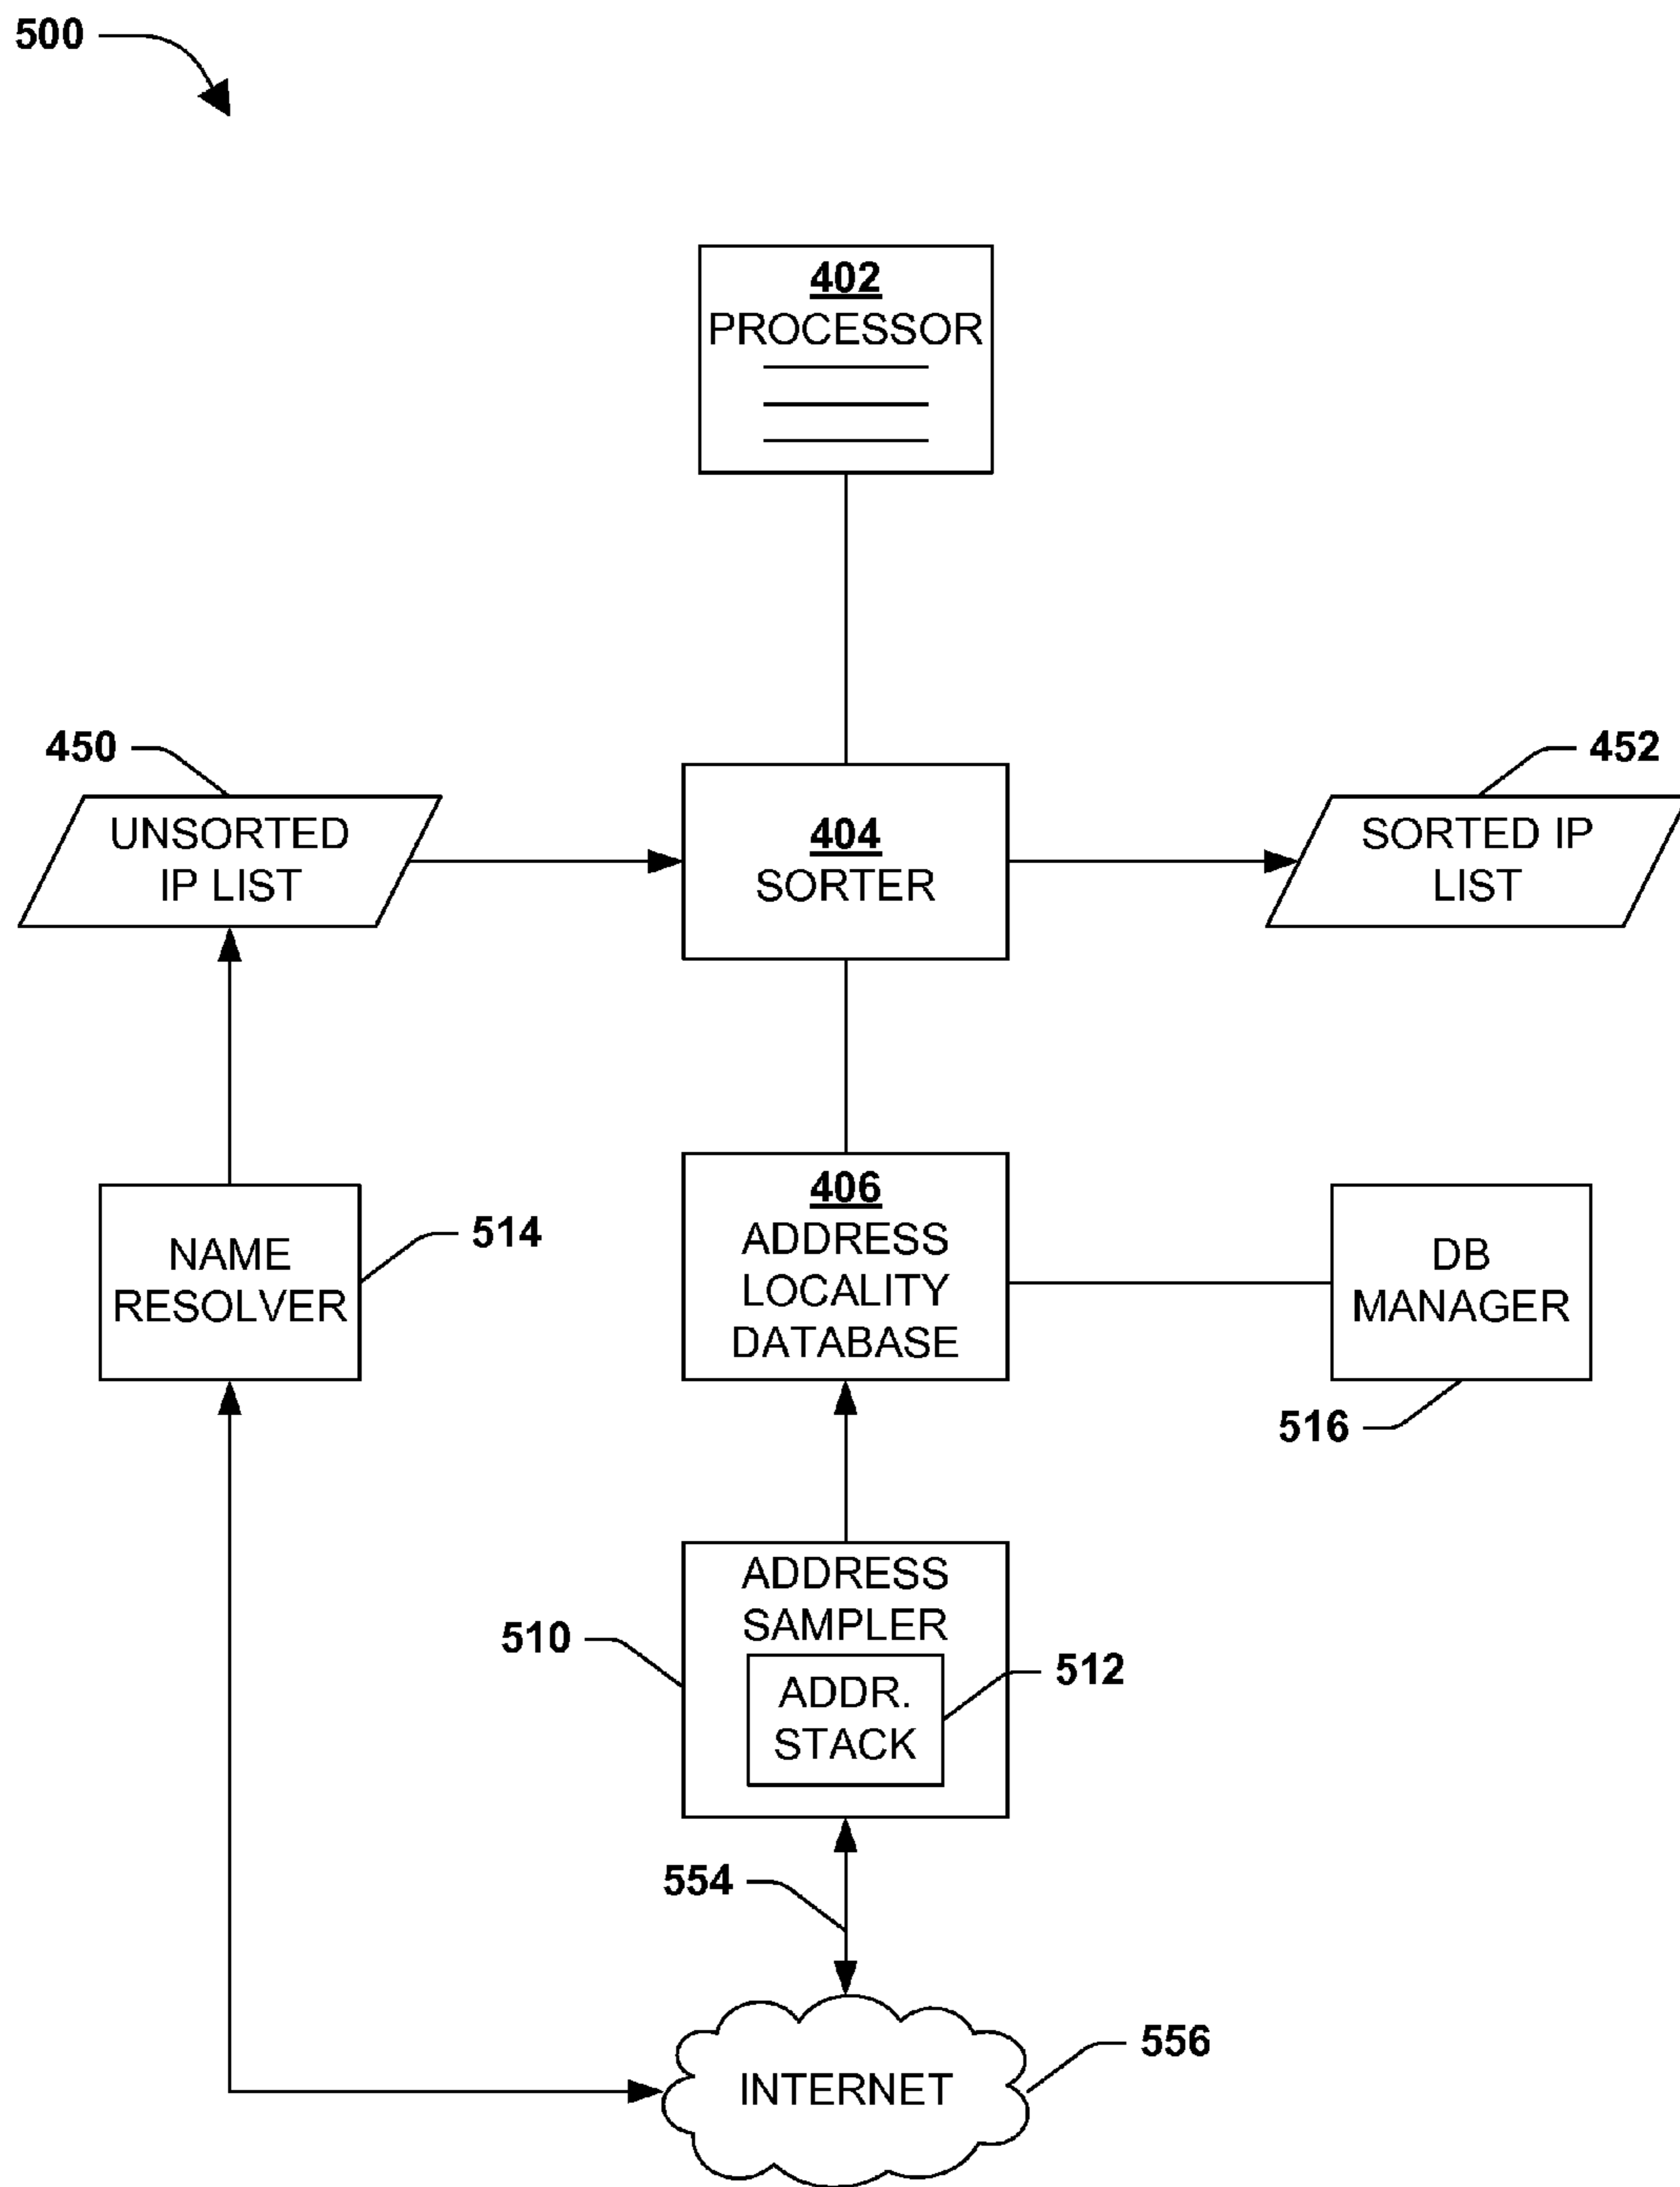 500
402
PROCESSOR
450
452
UNSORTED
IP LIST
404
SORTER
SORTED IP
LIST
406
ADDRESS
LOCALITY
DATABASE
NAME
RESOLVER
514
DB
MANAGER
516
ADDRESS
SAMPLER
510
512
ADDR.
STACK
554
556
INTERNET